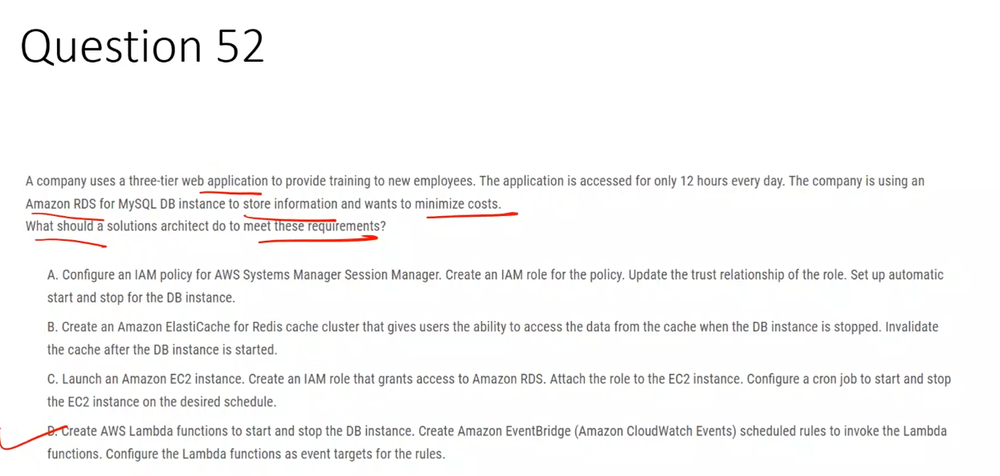 Question 52
A company uses a three-tier web application to provide training to new employees. The application is accessed for only 12 hours every day. The company is using an
Amazon RDS for MySQL DB instance to store information and wants to minimize costs.
What should a solutions architect do to meet these requirements?
A. Configure an IAM policy for AWS Systems Manager Session Manager. Create an IAM role for the policy. Update the trust relationship of the role. Set up automatic
start and stop for the DB instance.
B. Create an Amazon ElastiCache for Redis cache cluster that gives users the ability to access the data from the cache when the DB instance is stopped. Invalidate
the cache after the DB instance is started.
C. Launch an Amazon EC2 instance. Create an IAM role that grants access to Amazon RDS. Attach the role to the EC2 instance. Configure a cron job to start and stop
the EC2 instance on the desired schedule.
D. Create AWS Lambda functions to start and stop the DB instance. Create Amazon EventBridge (Amazon CloudWatch Events) scheduled rules to invoke the Lambda
functions. Configure the Lambda functions as event targets for the rules.